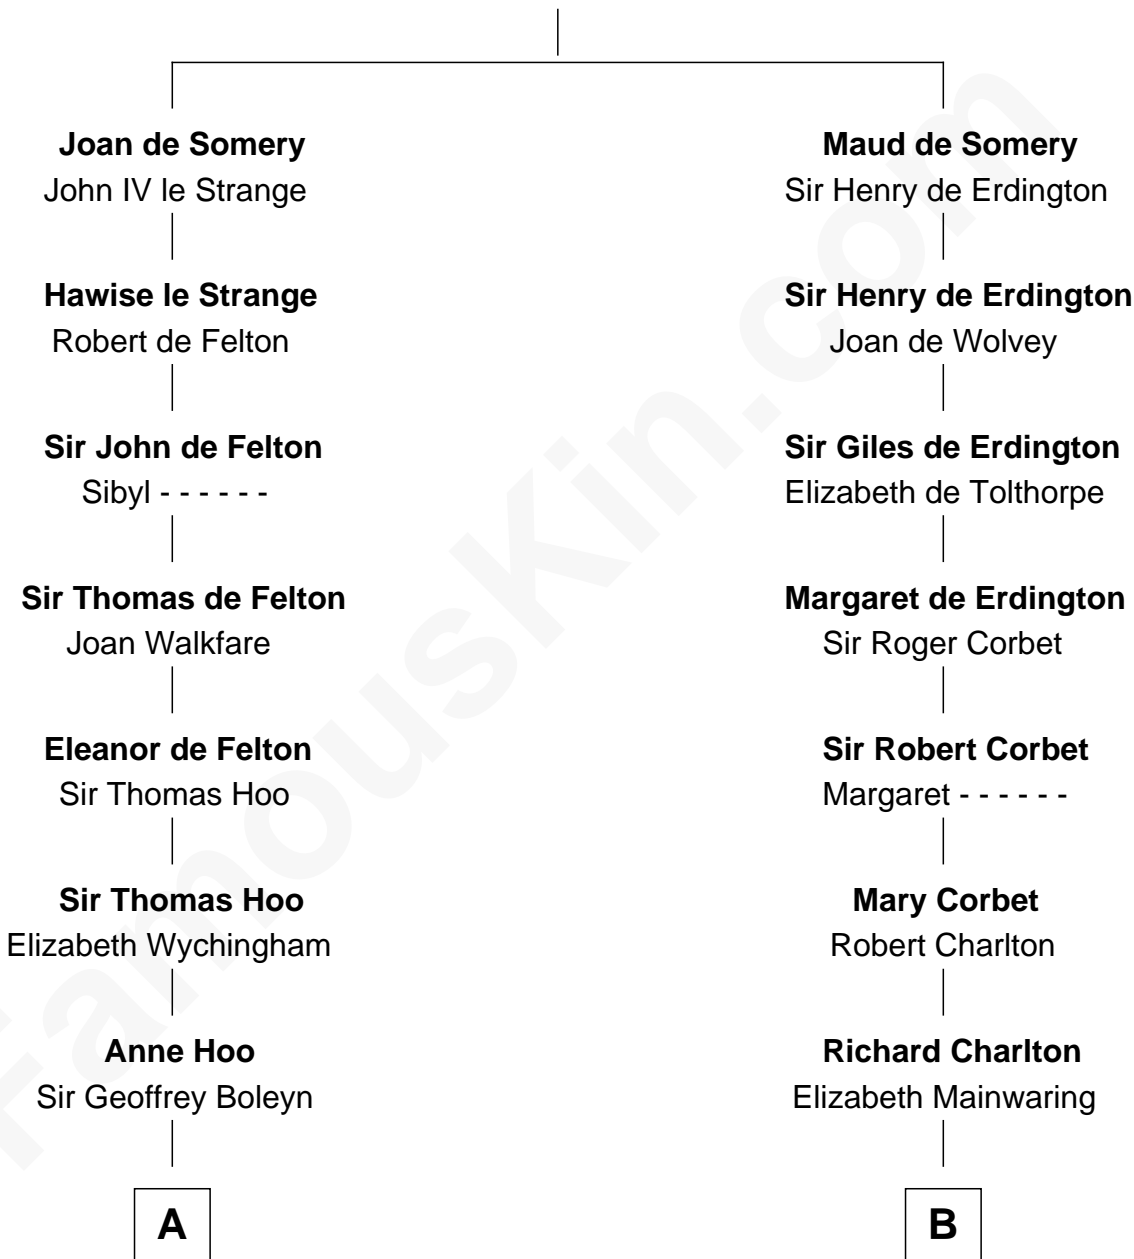 Joan de Somery
John IV le Strange
Hawise le Strange
Robert de Felton
Sir John de Felton
Sibyl - - - - - -
Sir Thomas de Felton
Joan Walkfare
Eleanor de Felton
Sir Thomas Hoo
Sir Thomas Hoo
Elizabeth Wychingham
Anne Hoo
Sir Geoffrey Boleyn
A
Maud de Somery
Sir Henry de Erdington
Sir Henry de Erdington
Joan de Wolvey
Sir Giles de Erdington
Elizabeth de Tolthorpe
Margaret de Erdington
Sir Roger Corbet
Sir Robert Corbet
Margaret - - - - - -
Mary Corbet
Robert Charlton
Richard Charlton
Elizabeth Mainwaring
B
FamousKin.com